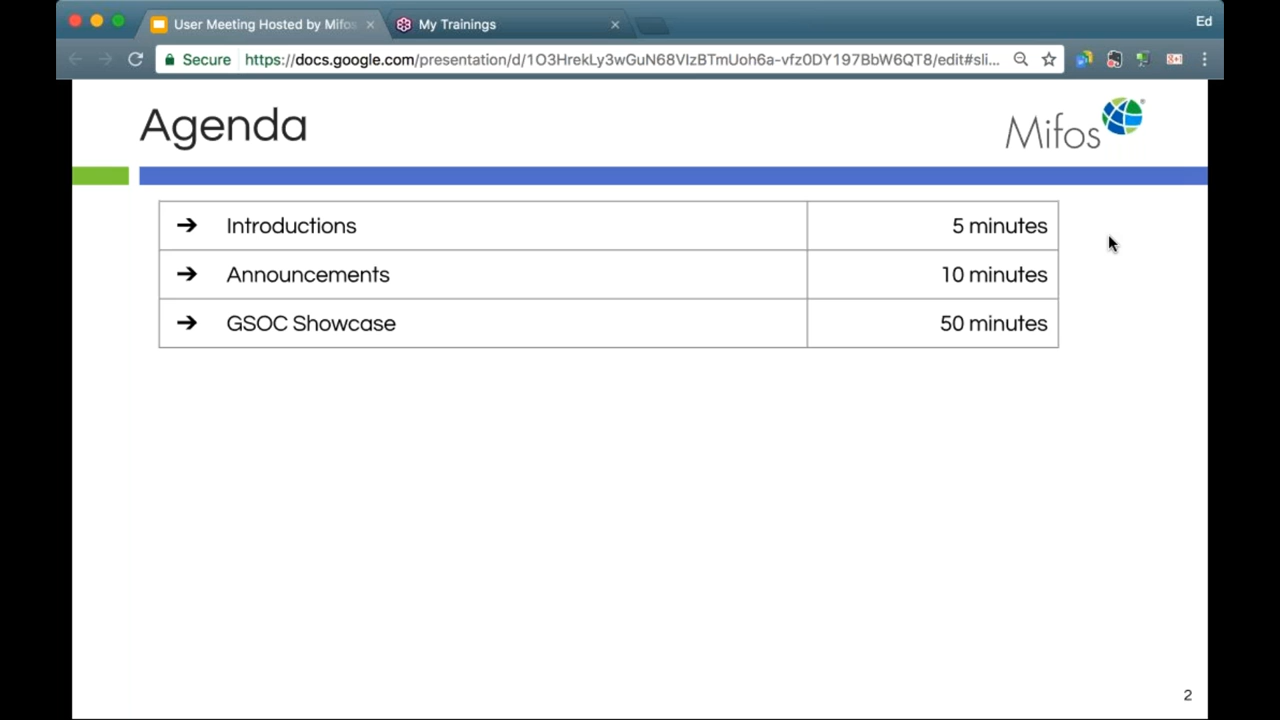 User Meeting Hosted by Mifos
My Trainings
Ed
Secure https://docs.google.com/presentation/d/1O3HrekLy3wGuN68VIzBTmUoh6a-vfz0DY197BbW6QT8/edit#sli...
Agenda
Mifos
➔ Introductions 5 minutes
➔ Announcements 10 minutes
➔ GSOC Showcase 50 minutes
2